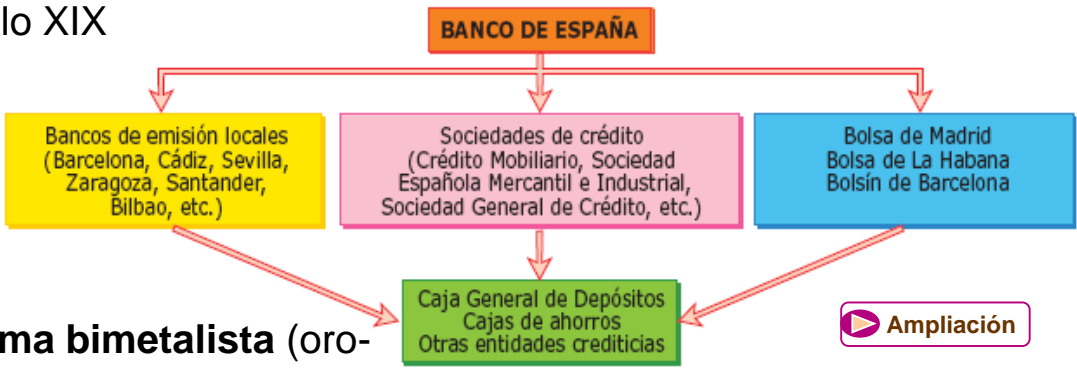 lo XIX
BANCO DE ESPAÑA
Bancos de emisión locales
(Barcelona, Cádiz, Sevilla,
Zaragoza, Santander,
Bilbao, etc.)
Sociedades de crédito
(Crédito Mobiliario, Sociedad
Española Mercantil e Industrial,
Sociedad General de Crédito, etc.)
Bolsa de Madrid
Bolsa de La Habana
Bolsín de Barcelona
Caja General de Depósitos
Cajas de ahorros
Otras entidades crediticias
Ampliación
ma bimetalista (oro-